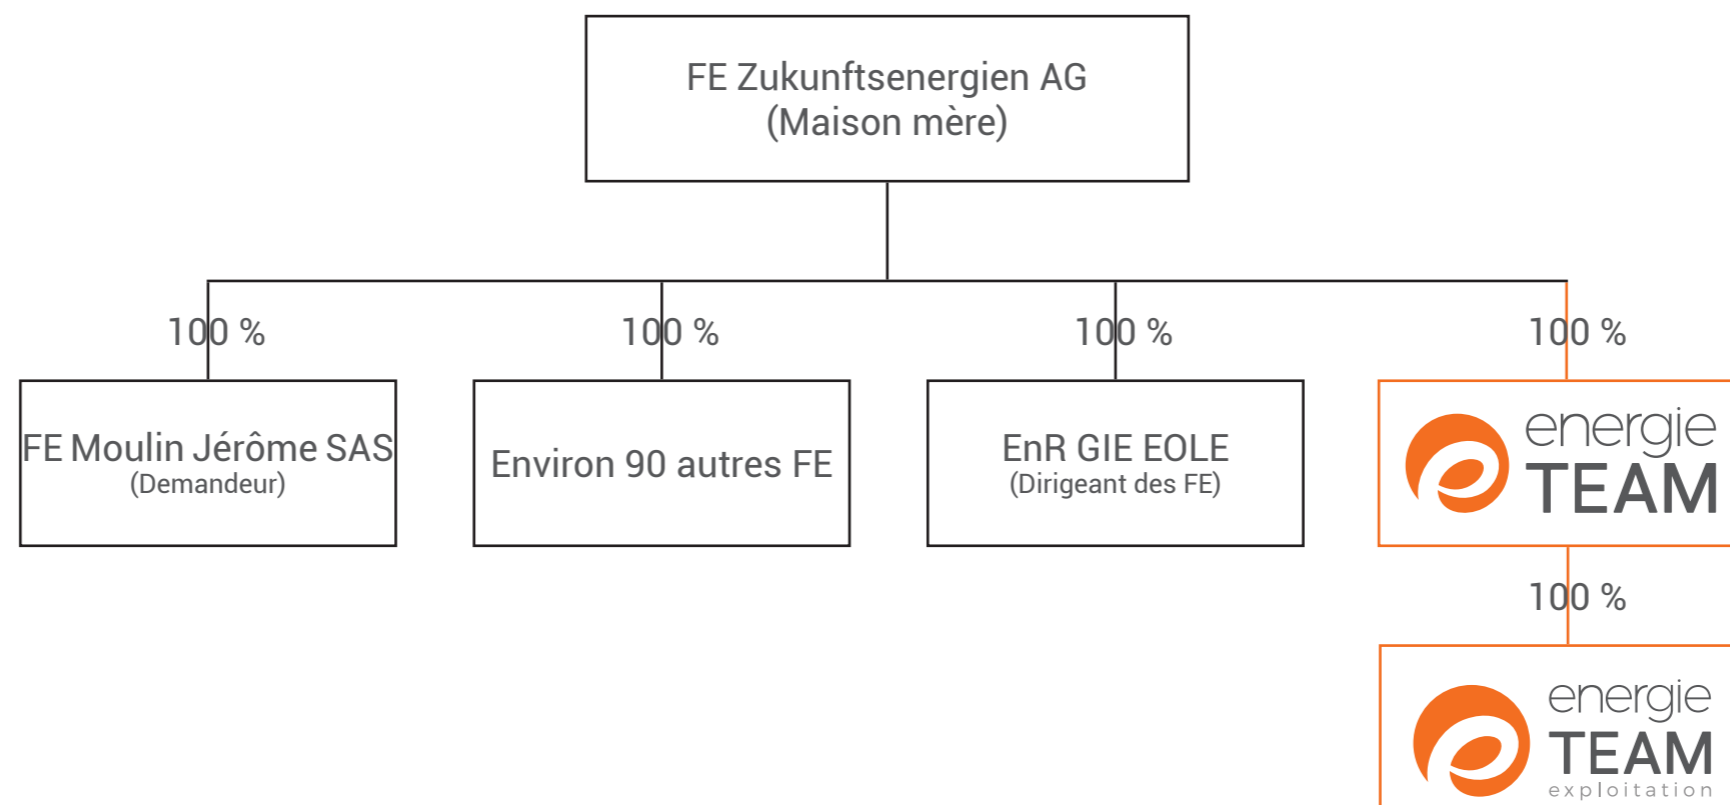 FE Zukunftsenergien AG
(Maison mère)
100 %
100 %
100 %
100 %
FE Moulin Jérôme SAS
(Demandeur)
Environ 90 autres FE
EnR GIE EOLE
(Dirigeant des FE)
energie
TEAM
100 %
energie
TEAM
exploitation